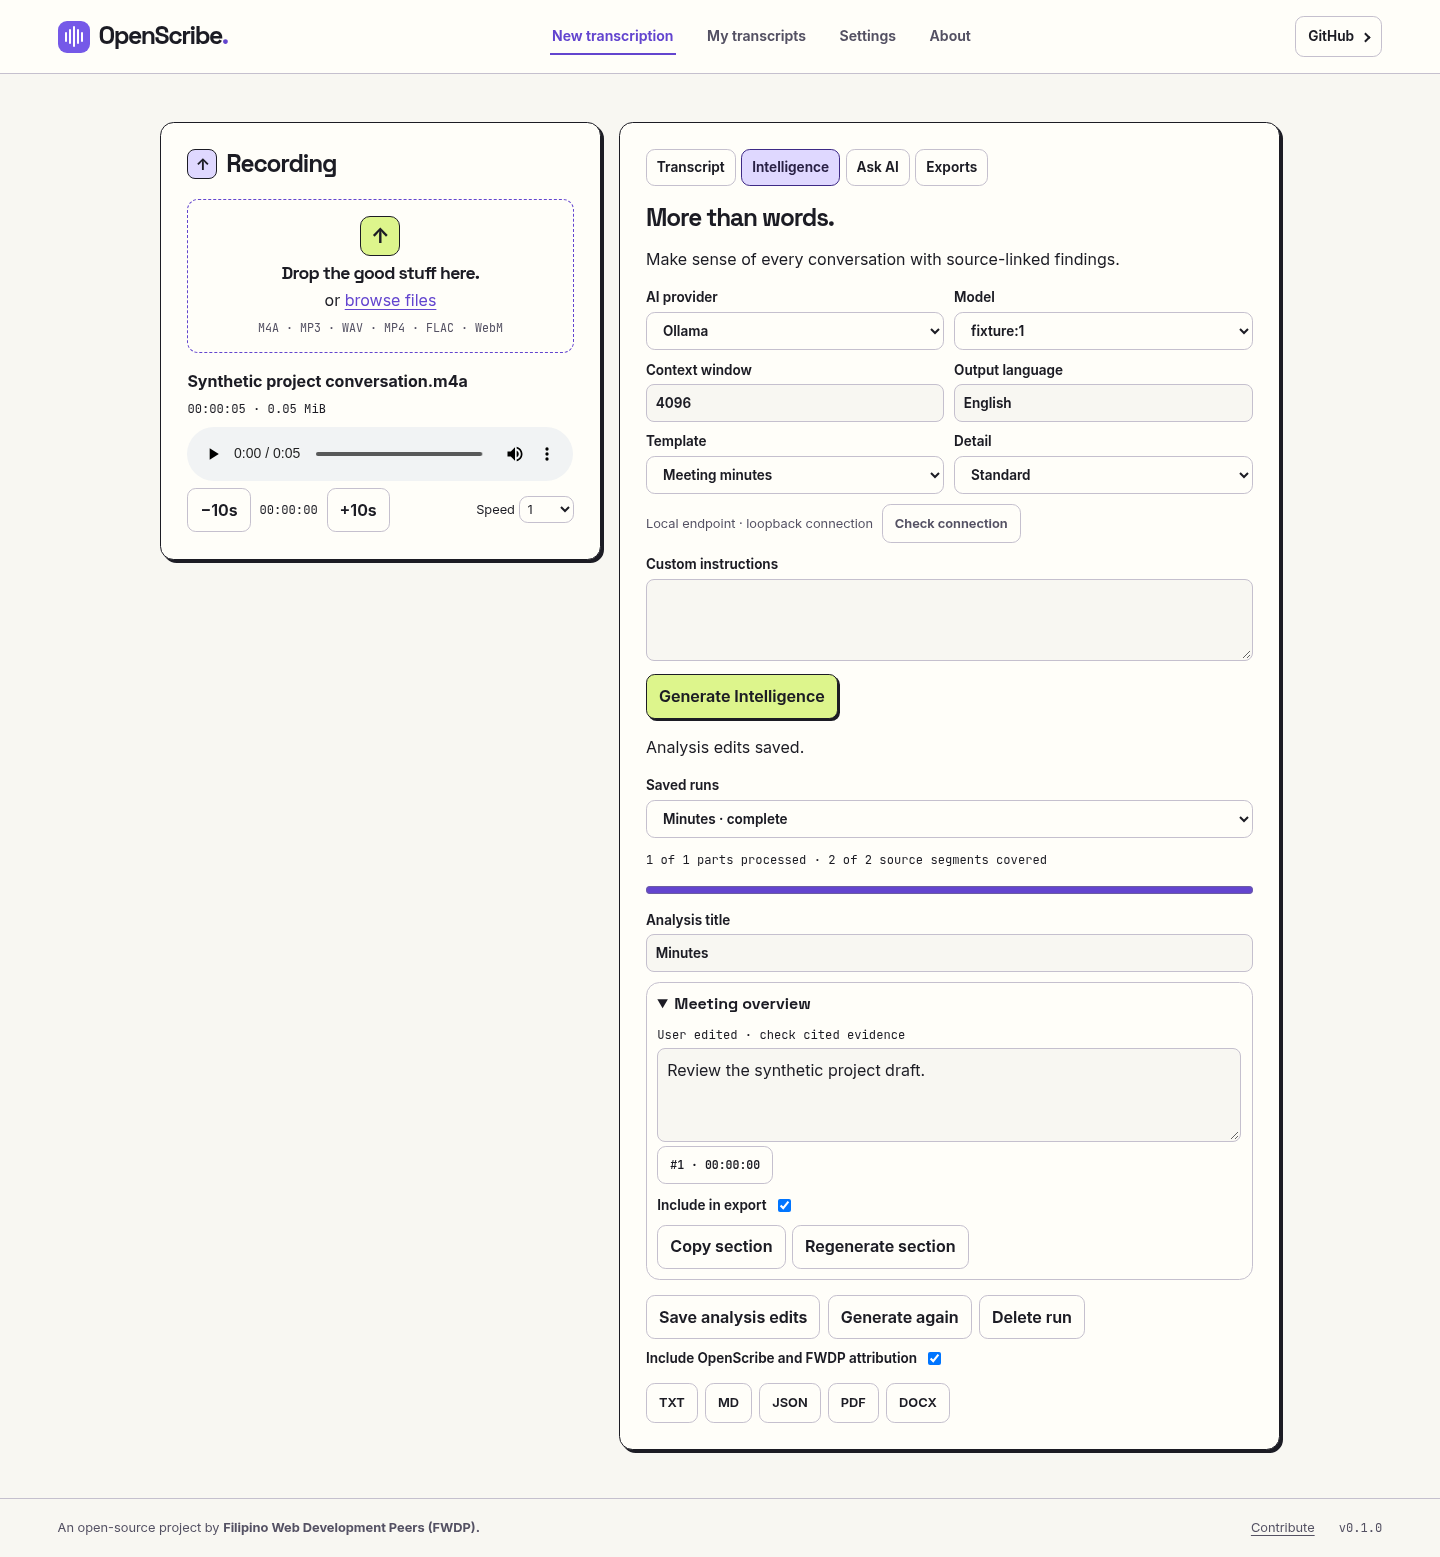 OpenScribe.
New transcription
My transcripts
Settings
About
GitHub
Recording
Drop the good stuff here.
or browse files
M4A · MP3 · WAV · MP4 · FLAC · WebM
Synthetic project conversation.m4a
00:00:05 · 0.05 MiB
0:00 / 0:05
−10s
00:00:00
+10s
Speed
1
Transcript
Intelligence
Ask AI
Exports
More than words.
Make sense of every conversation with source-linked findings.
AI provider
Model
Ollama
fixture:1
Context window
Output language
4096
English
Template
Detail
Meeting minutes
Standard
Local endpoint · loopback connection
Check connection
Custom instructions
Generate Intelligence
Analysis edits saved.
Saved runs
Minutes · complete
1 of 1 parts processed · 2 of 2 source segments covered
Analysis title
Minutes
Meeting overview
User edited · check cited evidence
Review the synthetic project draft.
#1 · 00:00:00
Include in export
Copy section
Regenerate section
Save analysis edits
Generate again
Delete run
Include OpenScribe and FWDP attribution
TXT
MD
JSON
PDF
DOCX
An open-source project by Filipino Web Development Peers (FWDP).
Contribute
v0.1.0